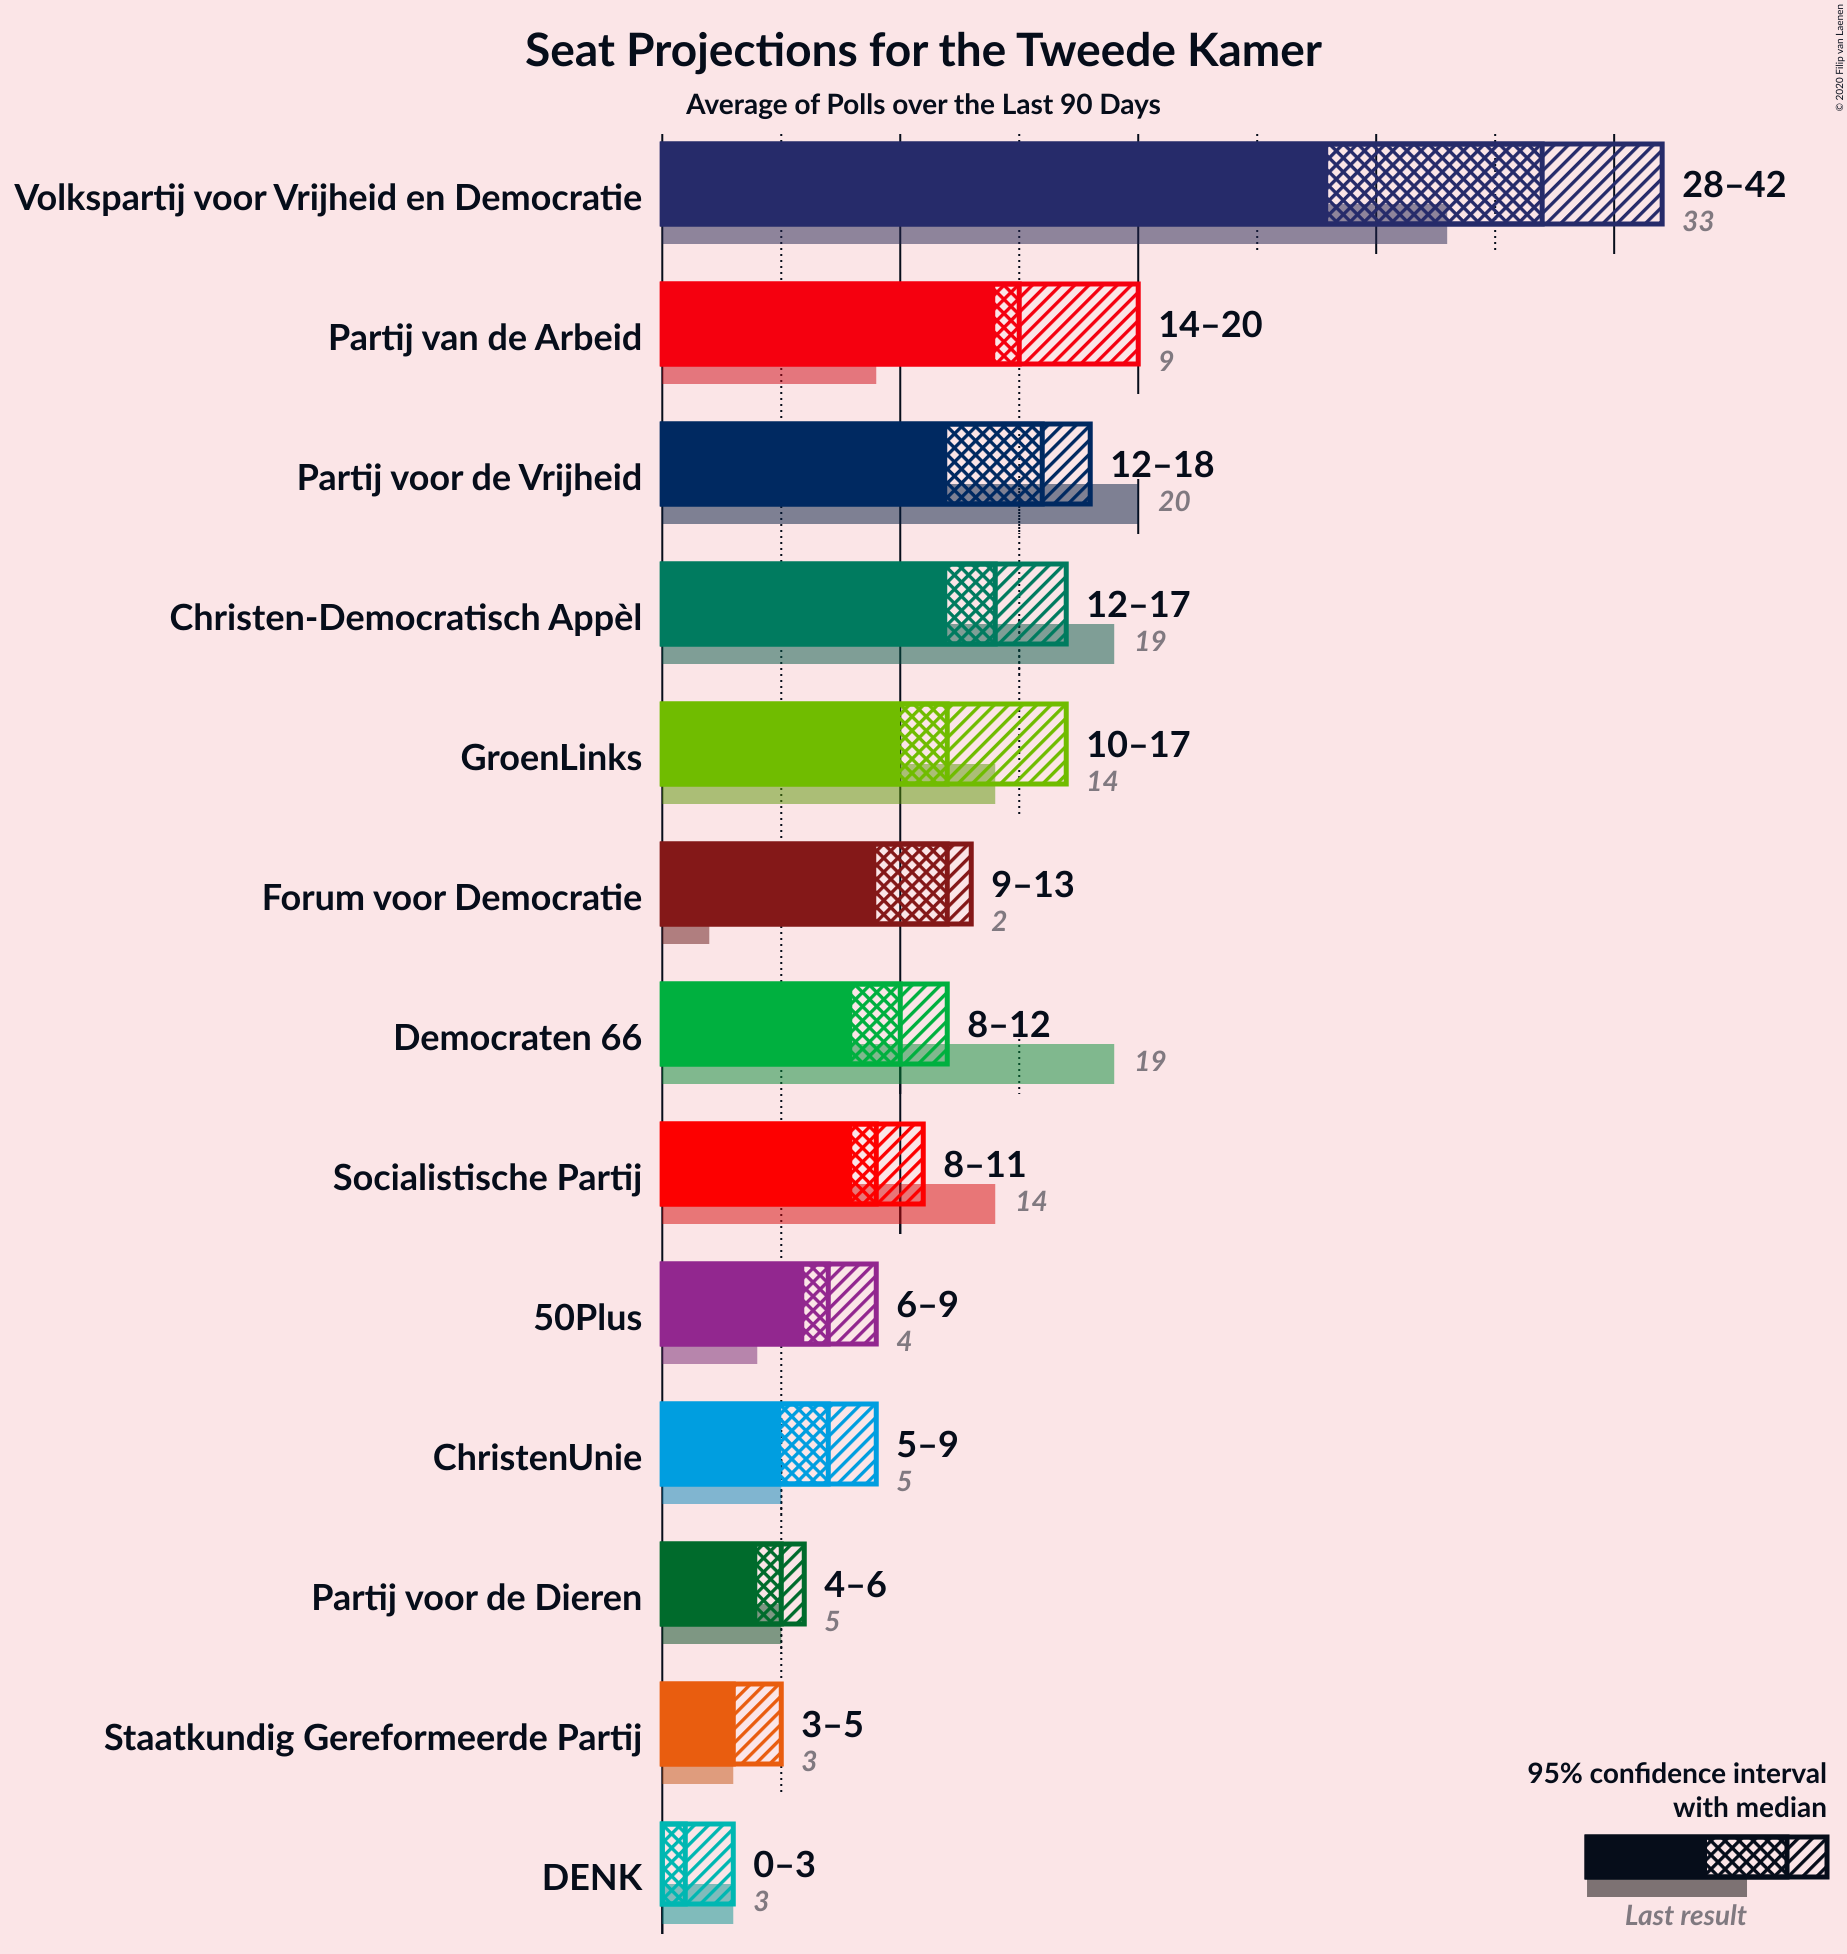 © 2020 Filip van Laenen
Seat Projections for the Tweede Kamer
Average of Polls over the Last 90 Days
Volkspartij voor Vrijheid en Democratie
28–42
33
Partij van de Arbeid
14–20
9
Partij voor de Vrijheid
12–18
20
Christen-Democratisch Appèl
12–17
19
GroenLinks
10–17
14
Forum voor Democratie
9–13
2
Democraten 66
8–12
19
Socialistische Partij
8–11
14
50Plus
6–9
4
ChristenUnie
5–9
5
Partij voor de Dieren
4–6
5
Staatkundig Gereformeerde Partij
3–5
3
DENK
0–3
3
95% confidence interval
with median
Last result